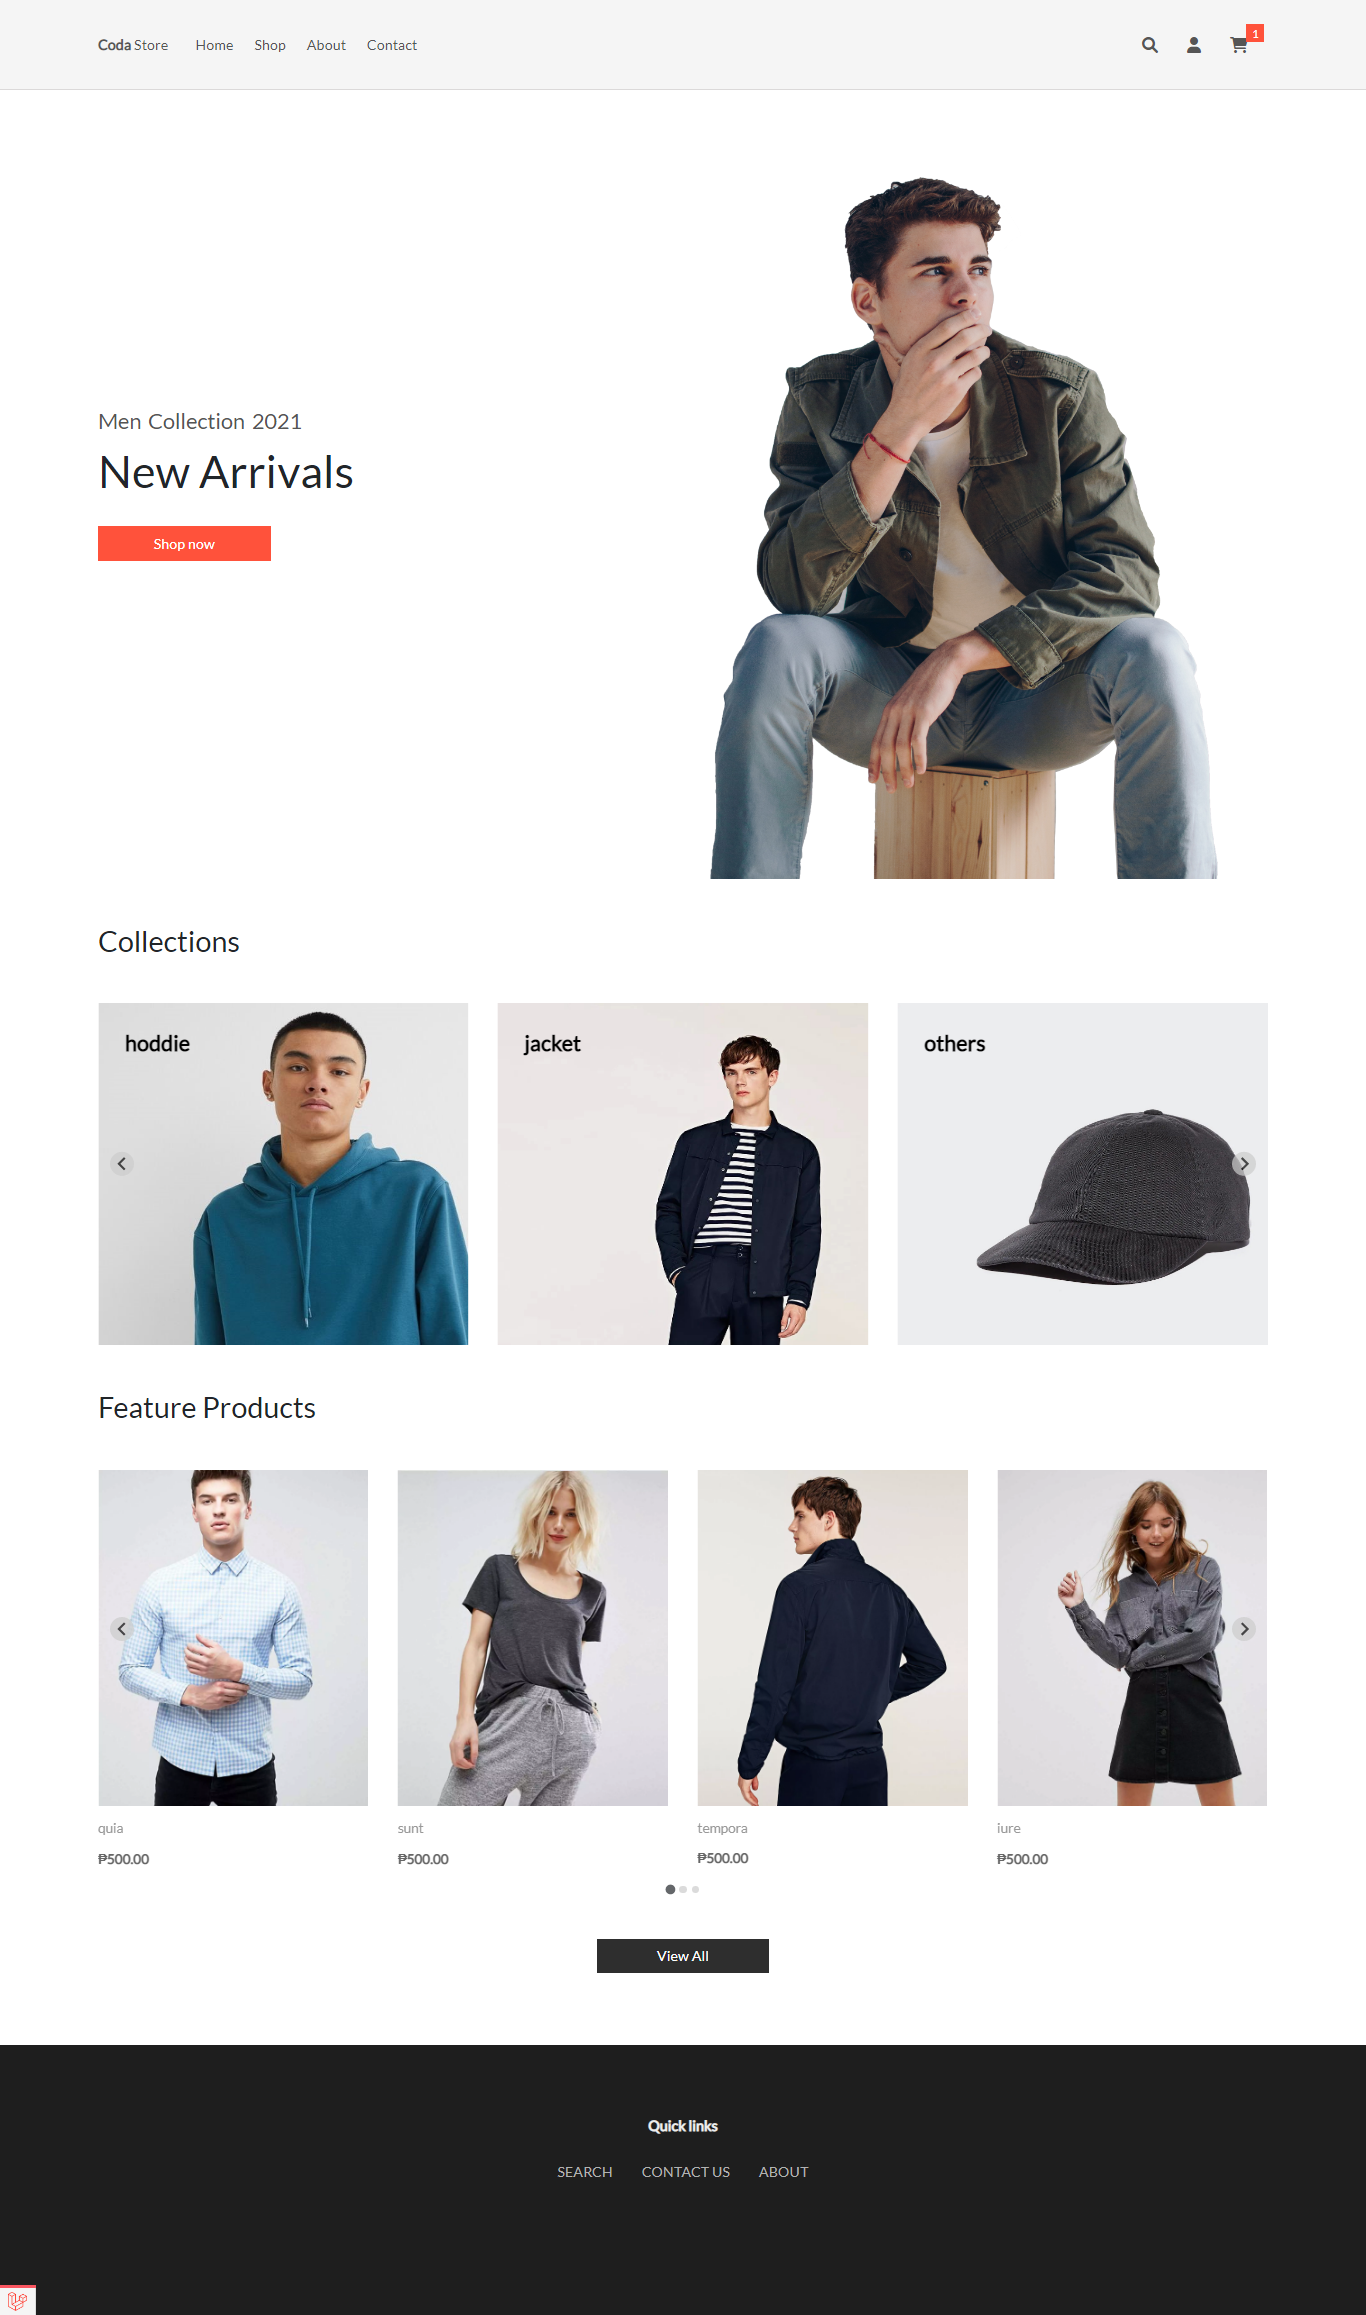 Coda Store Home Shop About Contact 1
Men Collection 2021
New Arrivals
Shop now
Collections
hoddie jacket others
Feature Products
quia sunt tempora iure
₱500.00 ₱500.00 ₱500.00 ₱500.00
View All
Quick links
SEARCH CONTACT US ABOUT